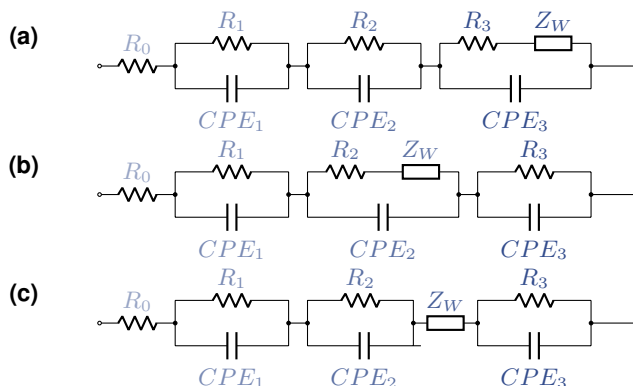 (a) R0 R1 R2 R3 ZW
CPE1 CPE2 CPE3
(b) R0 R1 R2 ZW R3
CPE1 CPE2 CPE3
(c) R0 R1 R2 ZW R3
CPE1 CPE2 CPE3